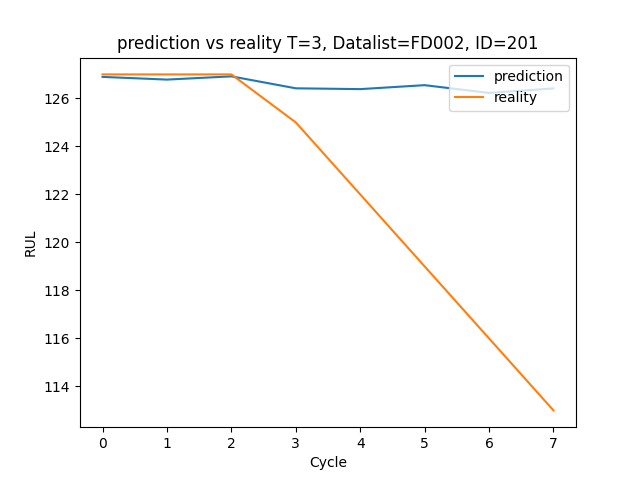 prediction vs reality T=3, Datalist=FD002, ID=201
prediction
reality
126
124
122
120
118
116
114
RUL
0 1 2 3 4 5 6 7
Cycle